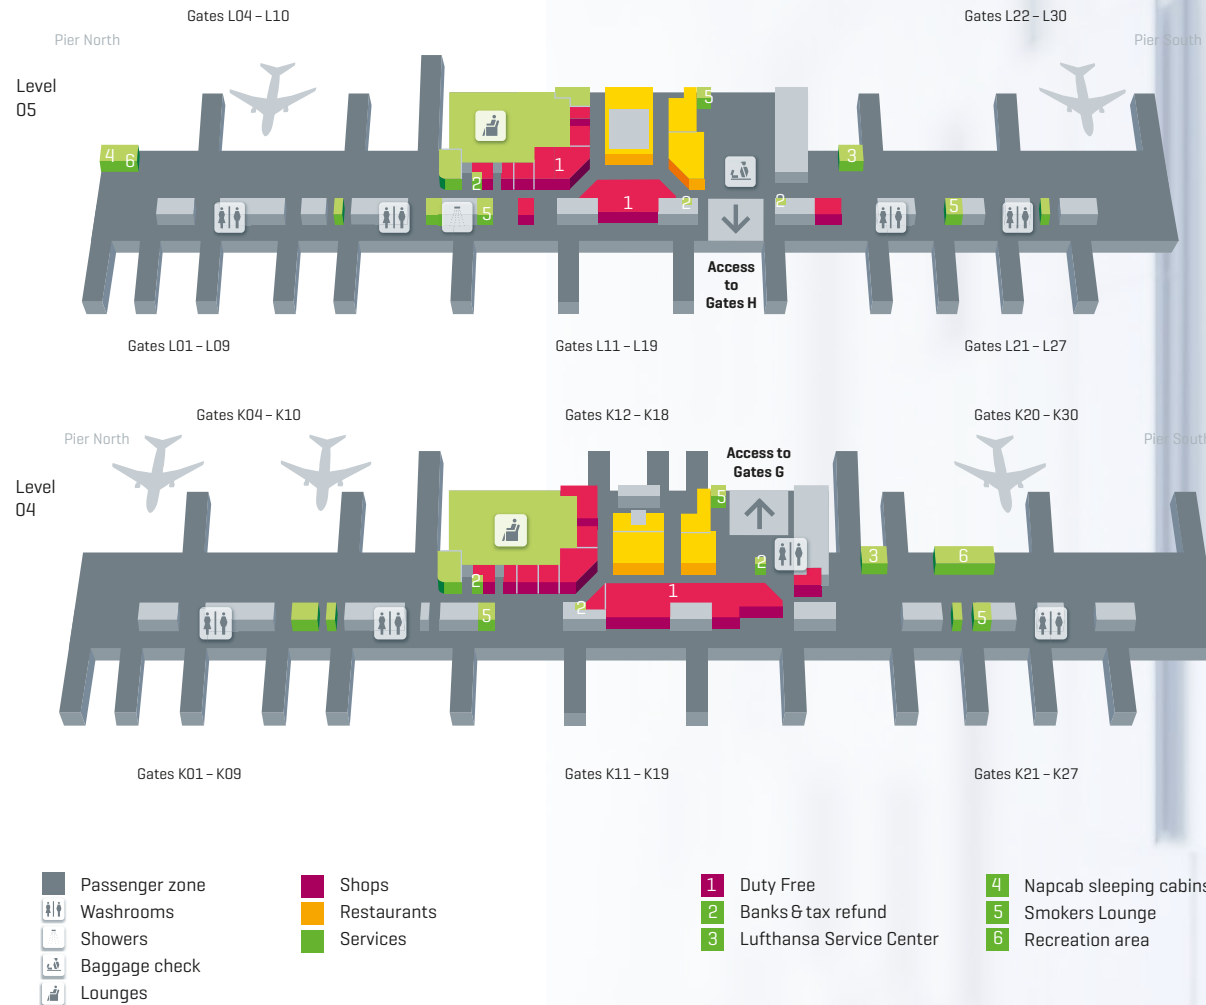 Gates L04 – L10
Gates L22 – L30
Pier North
Pier South
Level
05
4 6
2
1
5
5
1
2
2
3
5
Access
to
Gates H
Gates L01 – L09
Gates L11 – L19
Gates L21 – L27
Gates K04 – K10
Gates K12 – K18
Gates K20 – K30
Pier North
Pier South
Access to
Gates G
Level
04
2
5
5
2
1
2
3
6
5
Gates K01 – K09
Gates K11 – K19
Gates K21 – K27
Passenger zone
Washrooms
Showers
Baggage check
Lounges
Shops
Restaurants
Services
1 Duty Free
2 Banks & tax refund
3 Lufthansa Service Center
4 Napcab sleeping cabins
5 Smokers Lounge
6 Recreation area